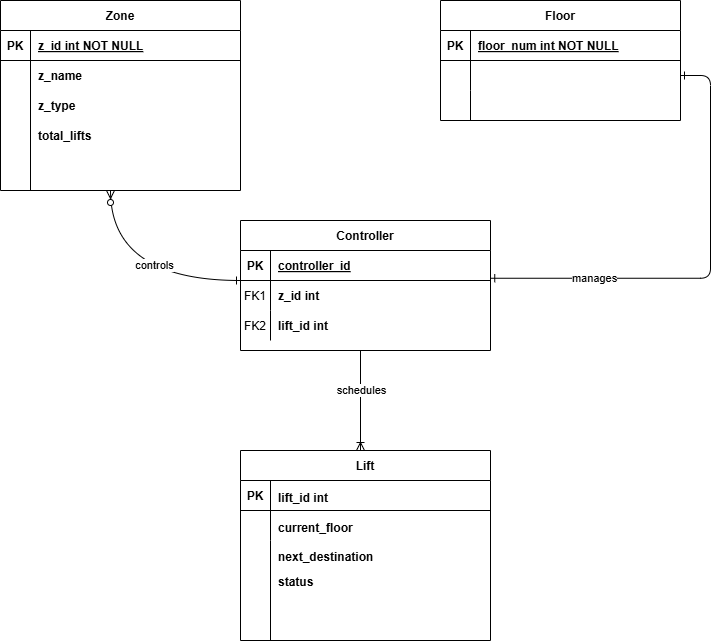 Zone
PK z_id int NOT NULL
z_name
z_type
total_lifts
Floor
PK floor_num int NOT NULL
controls
Controller
PK controller_id
FK1 z_id int
FK2 lift_id int
manages
schedules
Lift
PK lift_id int
current_floor
next_destination
status